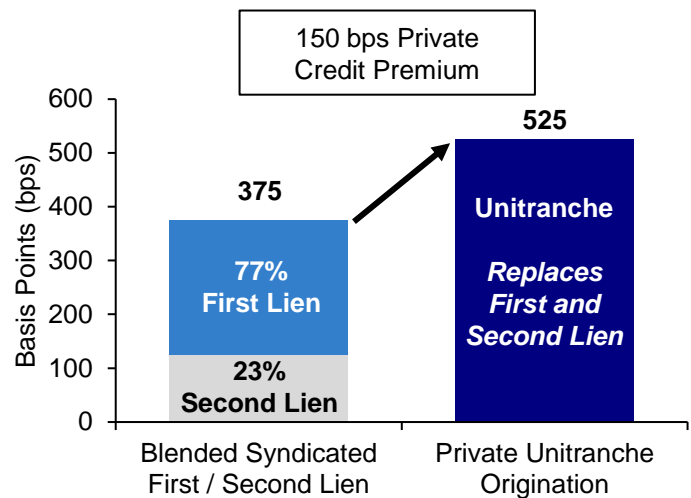 150 bps Private
Credit Premium
Basis Points (bps)
600
500
400
300
200
100
0
375
77%
First Lien
23%
Second Lien
525
Unitranche
Replaces
First and
Second Lien
Blended Syndicated
First / Second Lien
Private Unitranche
Origination